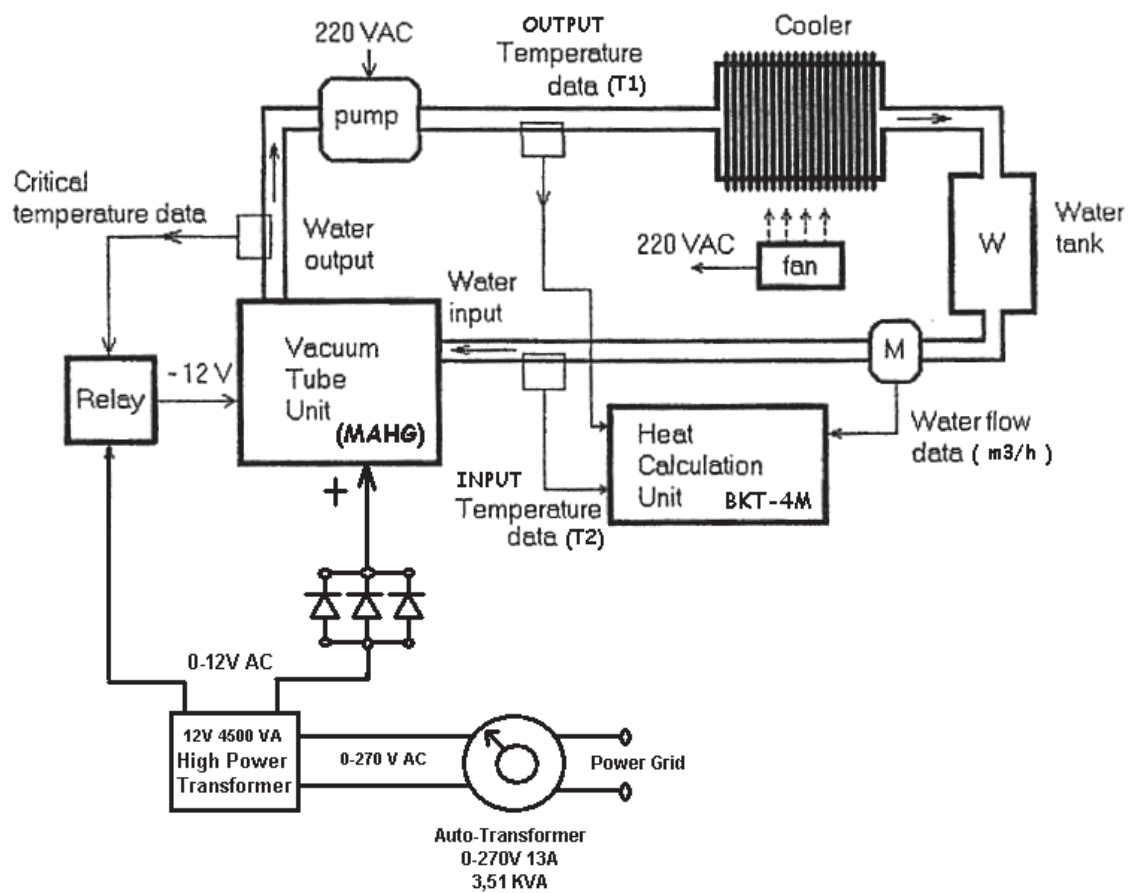 220 VAC
OUTPUT
Temperature
data (T1)
Cooler
pump
Critical
temperature data
Water
output
Water
input
220 VAC
fan
W
Water
tank
Vacuum
Tube
Unit
(MAHG)
M
- 12 V
Relay
Water flow
data ( m3/h )
Heat
Calculation
Unit
BKT-4M
+
INPUT
Temperature
data (T2)
0-12V AC
12V 4500 VA
High Power
Transformer
0-270 V AC
Power Grid
Auto-Transformer
0-270V 13A
3,51 KVA